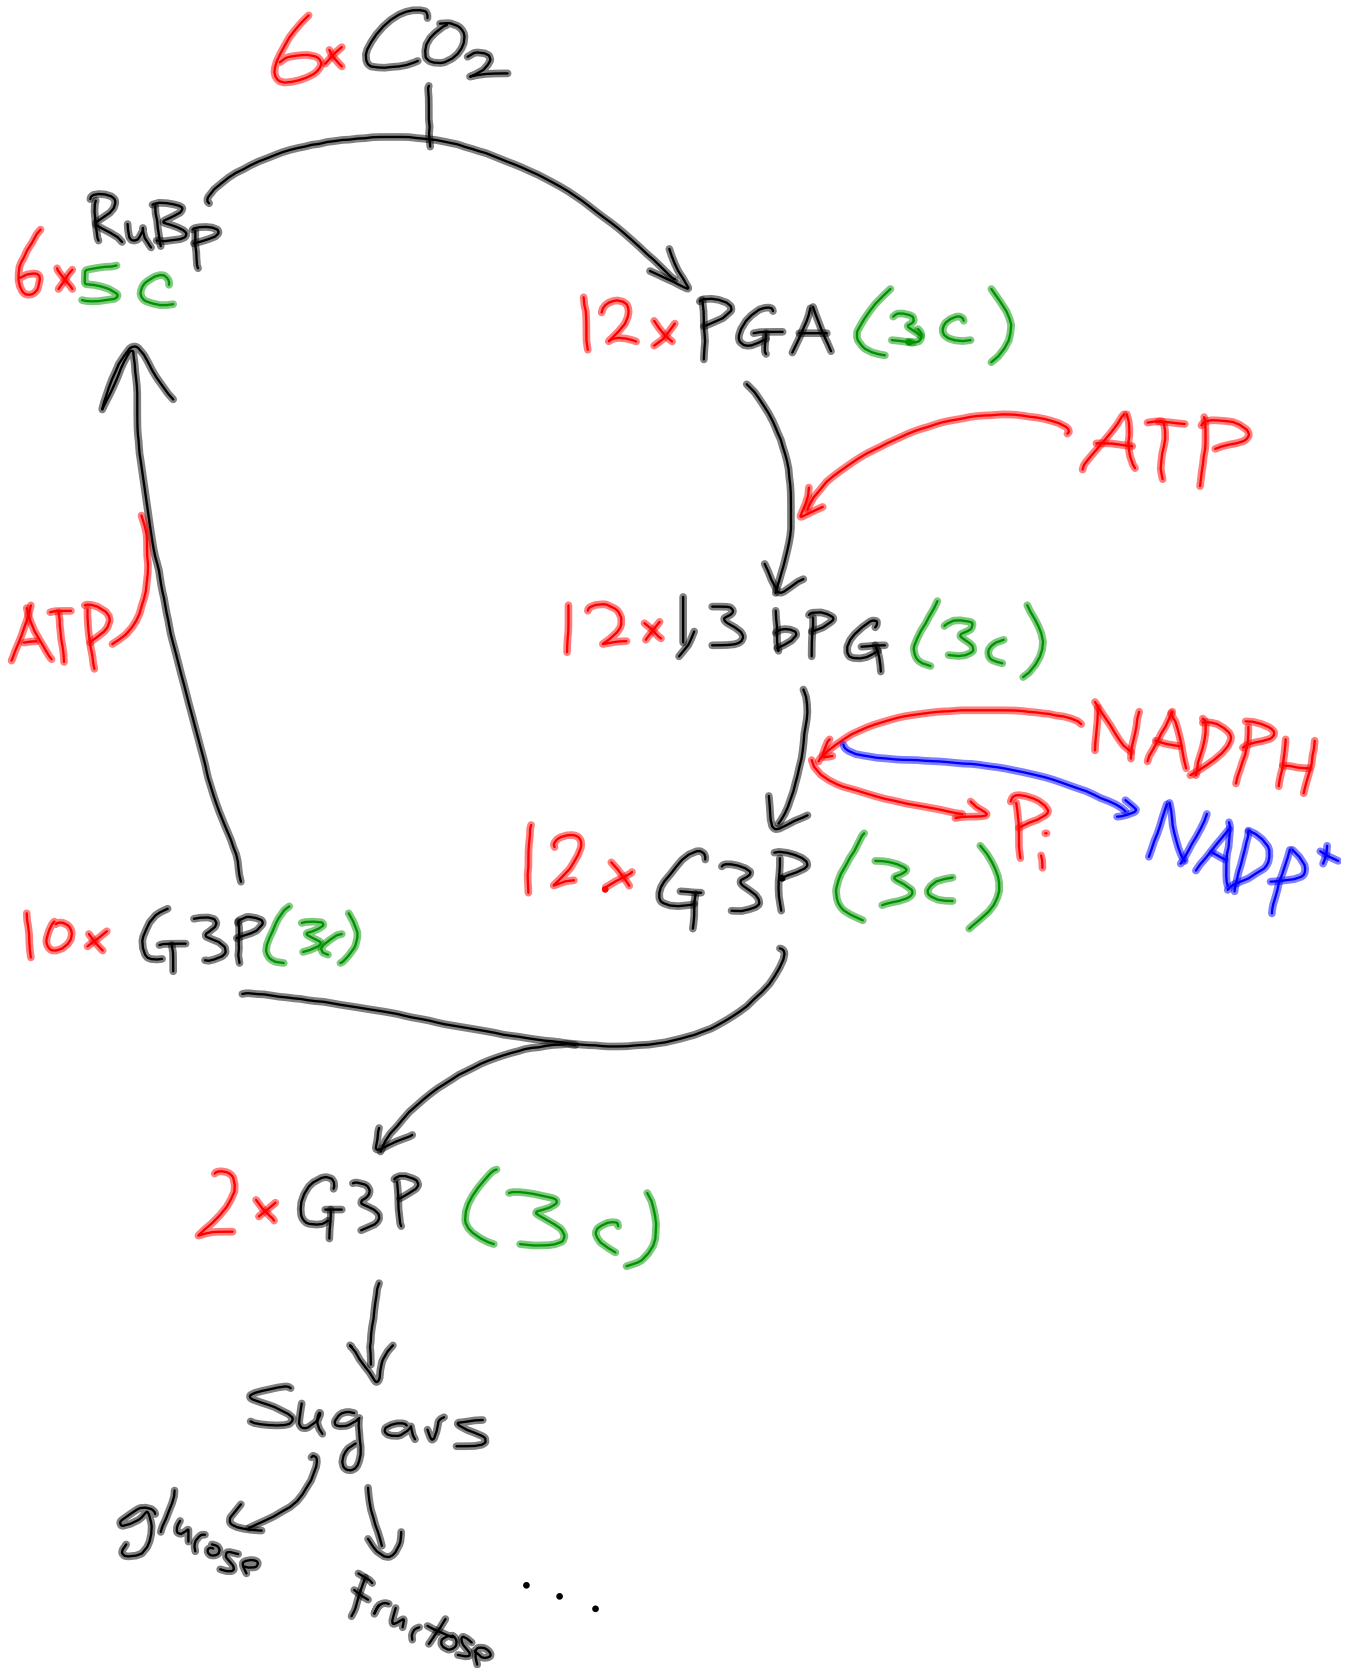 6x CO2
RuBp
6x5c
12x PGA (3c)
ATP
12x 1,3 bPG (3c)
ATP
NADPH
Pi
NADP+
12x G3P (3c)
10x G3P(3c)
2x G3P (3c)
Sugars
glucose
Fructose ...